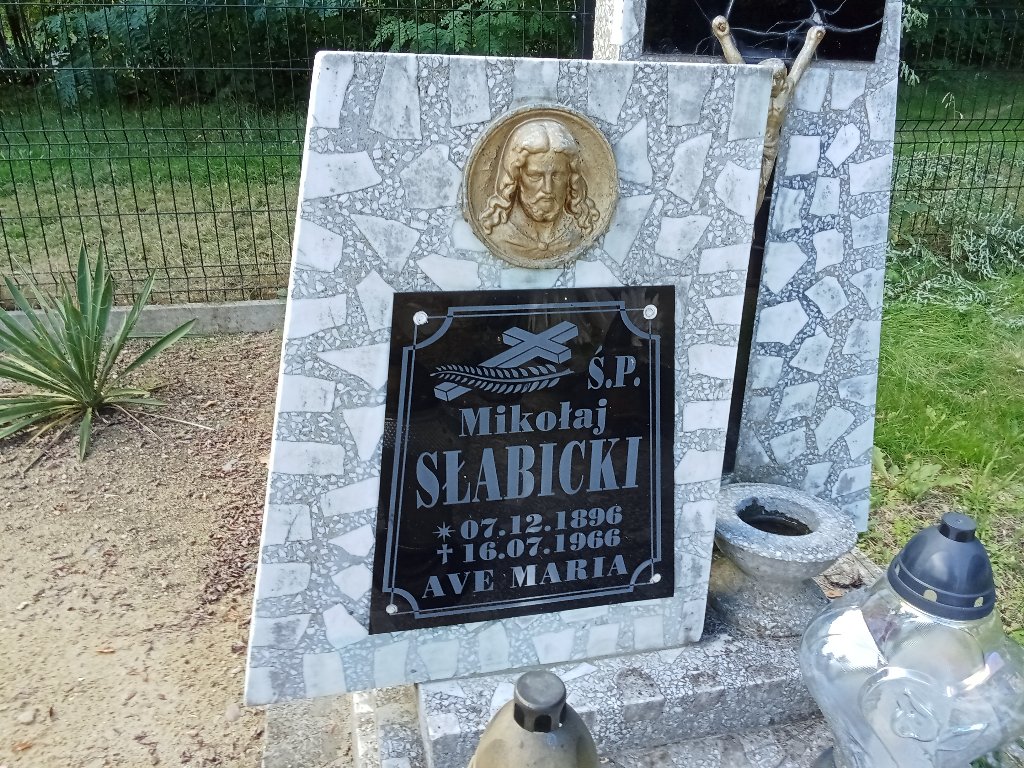 Ś.P.
Mikołaj
SŁABICKI
✴ 07.12.1896
✝ 16.07.1966
AVE MARIA